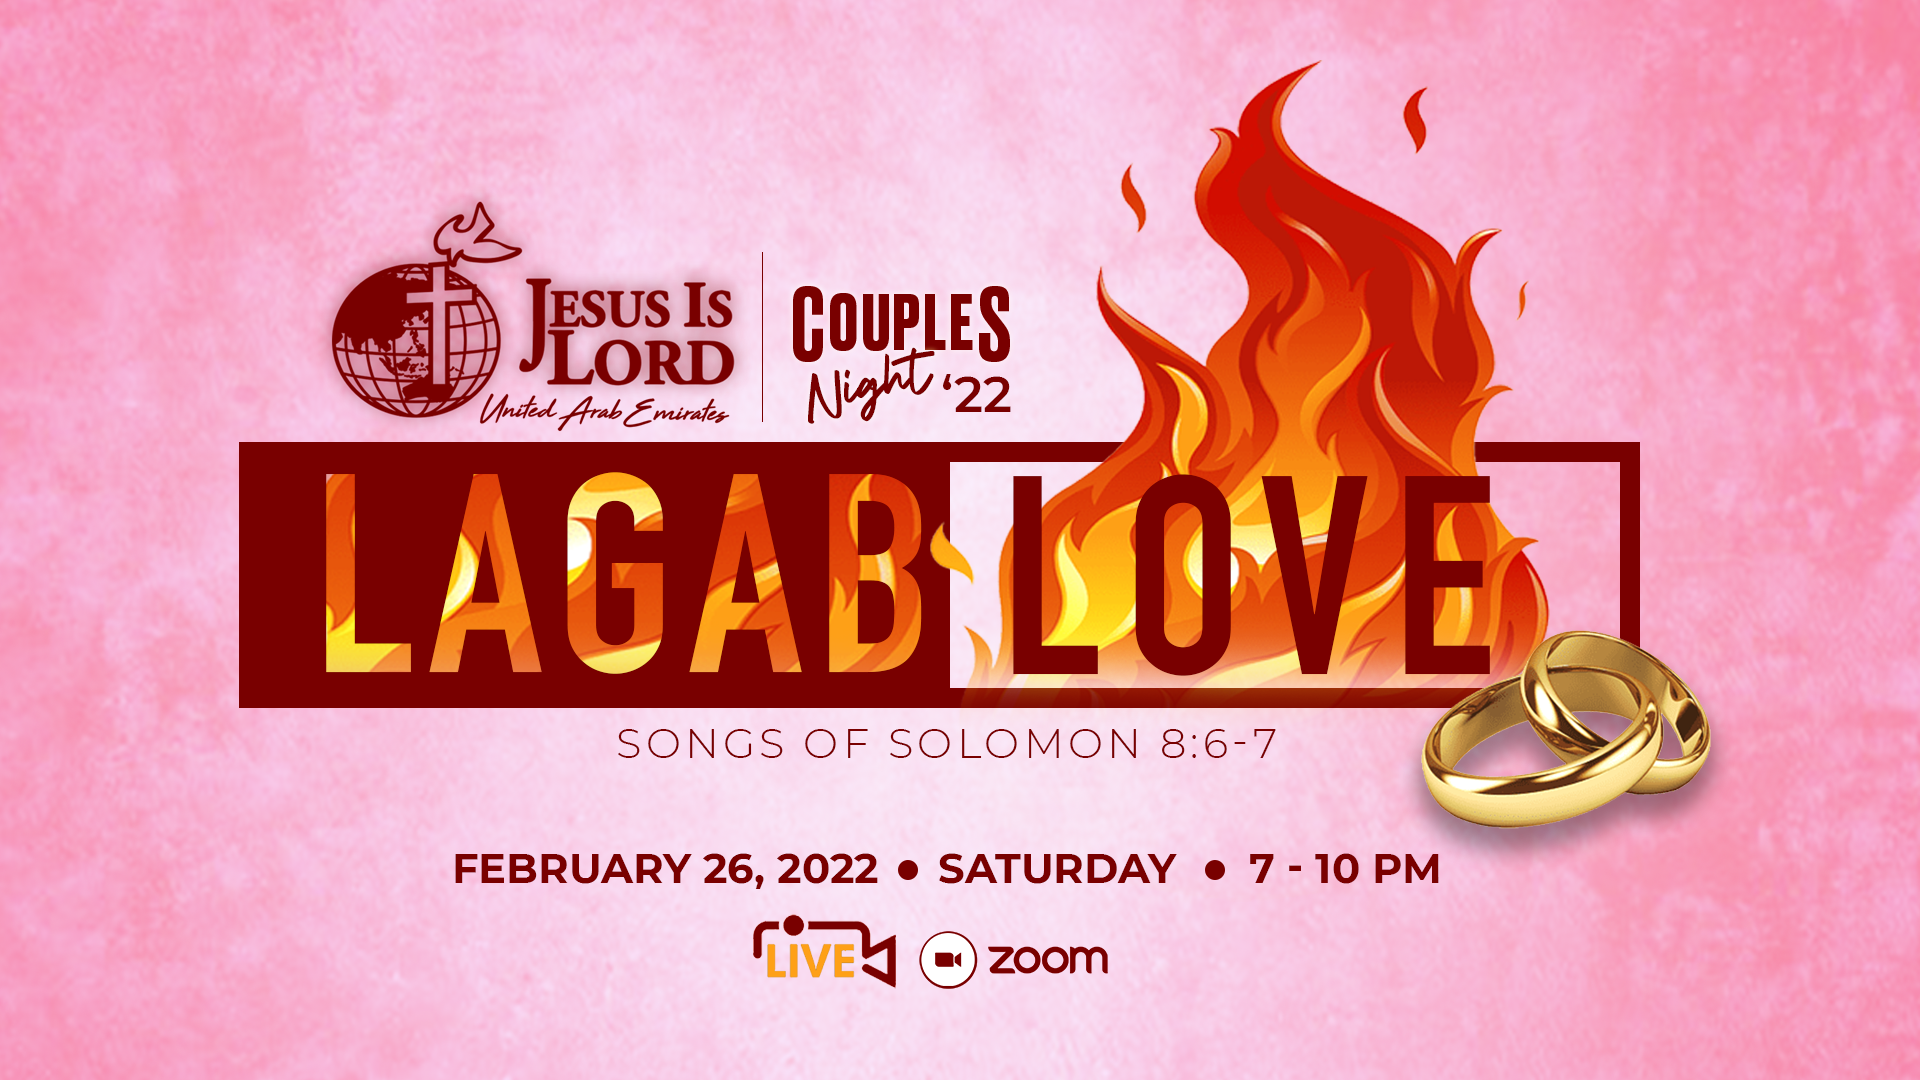 JESUS IS
LORD
United Arab Emirates
COUPLES
Night '22
LAGAB LOVE
SONGS OF SOLOMON 8:6-7
FEBRUARY 26, 2022 ● SATURDAY ● 7 - 10 PM
LIVE zoom